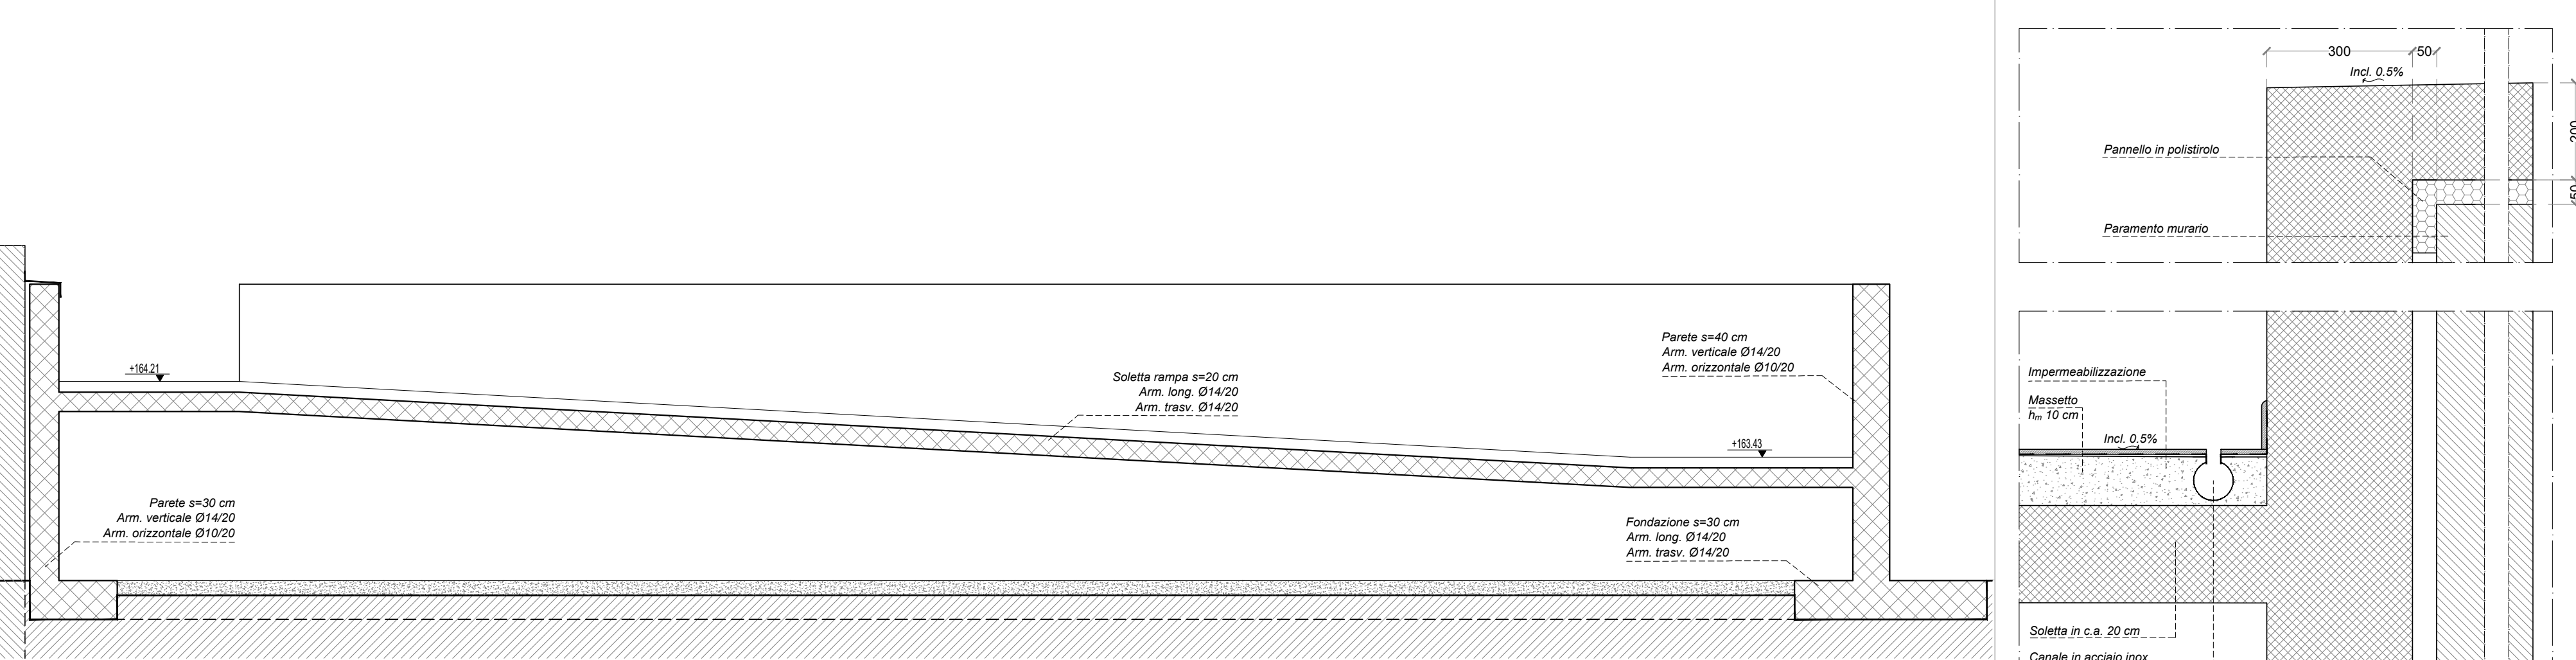 +164.21
Soletta rampa s=20 cm
Arm. long. Ø14/20
Arm. trasv. Ø14/20
Parete s=40 cm
Arm. verticale Ø14/20
Arm. orizzontale Ø10/20
+163.43
Parete s=30 cm
Arm. verticale Ø14/20
Arm. orizzontale Ø10/20
Fondazione s=30 cm
Arm. long. Ø14/20
Arm. trasv. Ø14/20
300
50
Incl. 0.5%
200
50
Pannello in polistirolo
Paramento murario
Impermeabilizzazione
Massetto
hm 10 cm
Incl. 0.5%
Soletta in c.a. 20 cm
Canale in acciaio inox